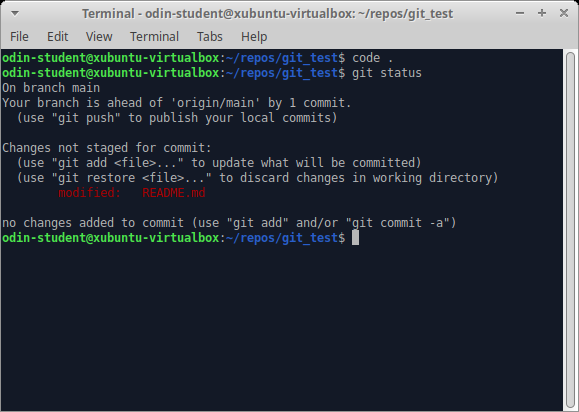 Terminal - odin-student@xubuntu-virtualbox: ~/repos/git_test
File Edit View Terminal Tabs Help
odin-student@xubuntu-virtualbox:~/repos/git_test$ code .
odin-student@xubuntu-virtualbox:~/repos/git_test$ git status
On branch main
Your branch is ahead of 'origin/main' by 1 commit.
  (use "git push" to publish your local commits)

Changes not staged for commit:
  (use "git add <file>..." to update what will be committed)
  (use "git restore <file>..." to discard changes in working directory)
        modified:   README.md

no changes added to commit (use "git add" and/or "git commit -a")
odin-student@xubuntu-virtualbox:~/repos/git_test$